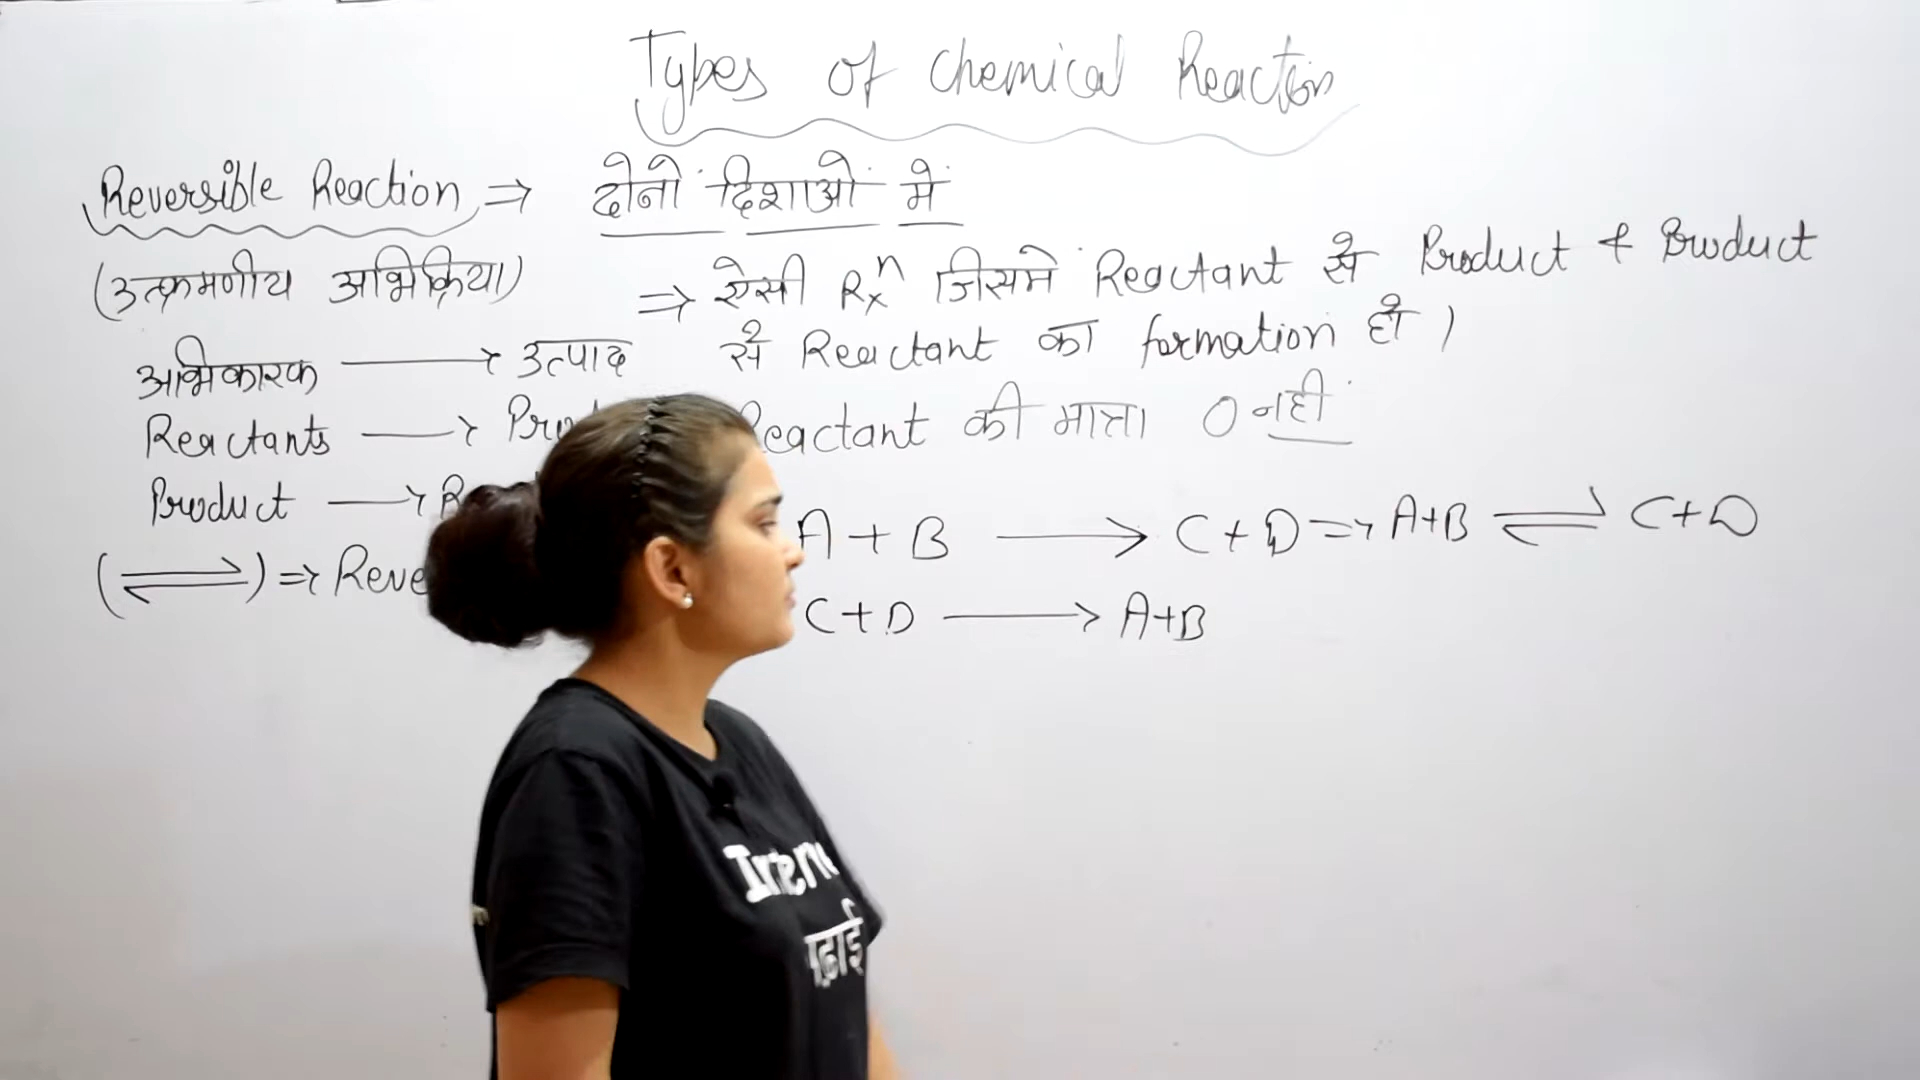 Types of Chemical Reaction
Reversible Reaction ⇒ दोनो दिशाओ में
(उत्क्रमणीय अभिक्रिया)
⇒ ऐसी Rxⁿ जिसमे Reactant से Product & Product
से Reactant का formation हो।
अभिकारक → उत्पाद
Reactants →
Reactant की मात्रा 0 नही
Product →
A + B → C + D ⇒ A+B ⇌ C+D
(⇌) ⇒
C+D → A+B
पढ़ाई